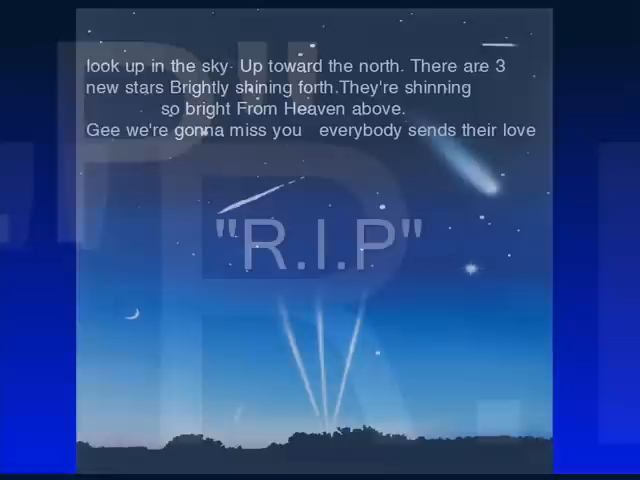 look up in the sky. Up toward the north. There are 3
new stars Brightly shining forth.They're shinning
so bright From Heaven above.
Gee we're gonna miss you everybody sends their love
"R.I.P"